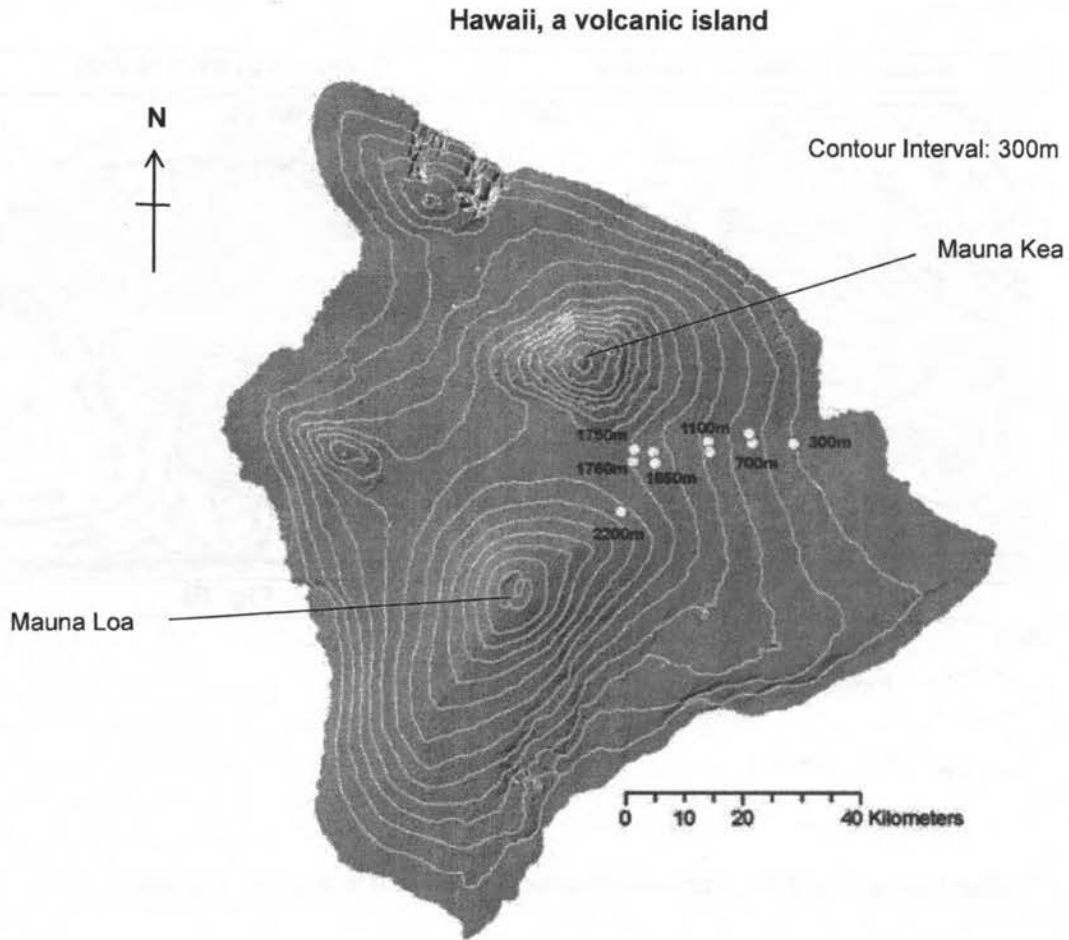 Hawaii, a volcanic island
N
Contour Interval: 300m
Mauna Kea
1750m
1100m
300m
1760m
1650m
700m
2200m
Mauna Loa
0 10 20 40 Kilometers